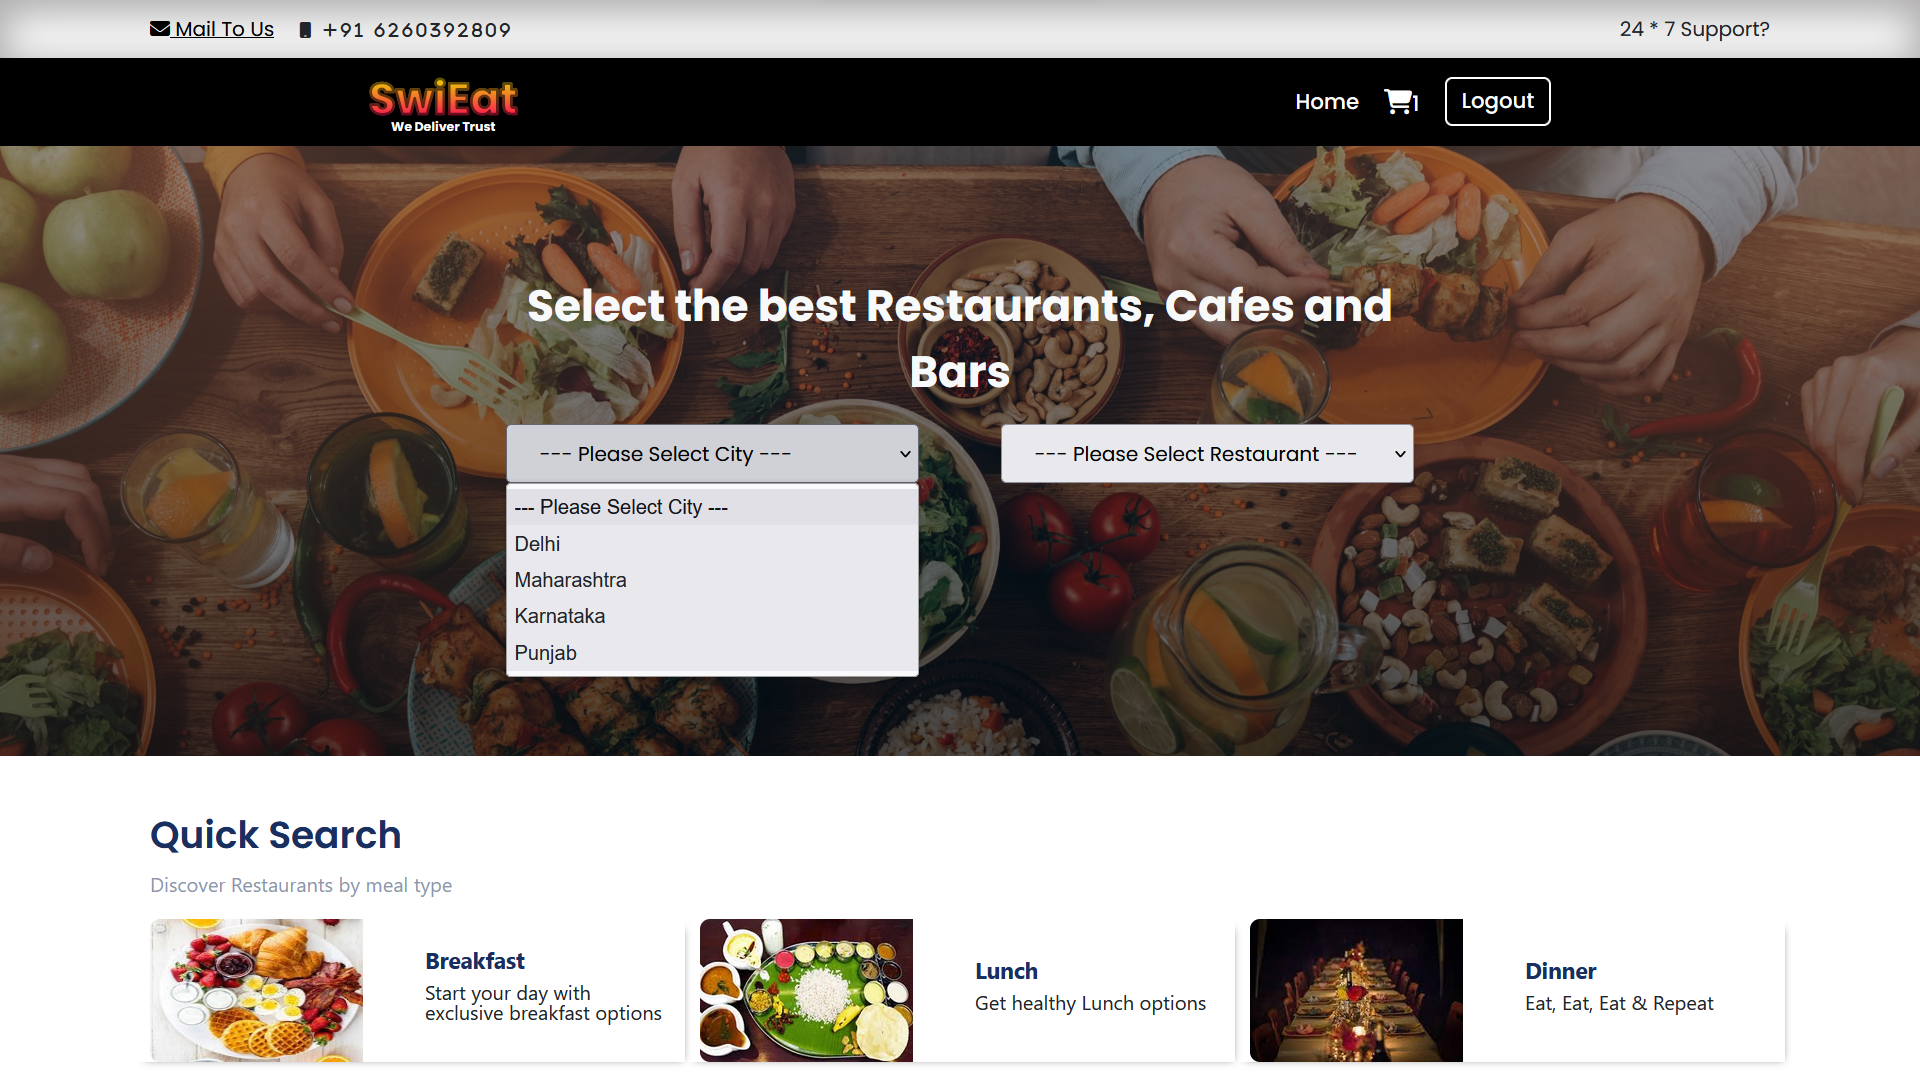 Mail To Us
+91 6260392809
24 * 7 Support?
SwiEat
We Deliver Trust
Home
1
Logout
Select the best Restaurants, Cafes and
Bars
--- Please Select City ---
--- Please Select Restaurant ---
--- Please Select City ---
Delhi
Maharashtra
Karnataka
Punjab
Quick Search
Discover Restaurants by meal type
Breakfast
Start your day with
exclusive breakfast options
Lunch
Get healthy Lunch options
Dinner
Eat, Eat, Eat & Repeat